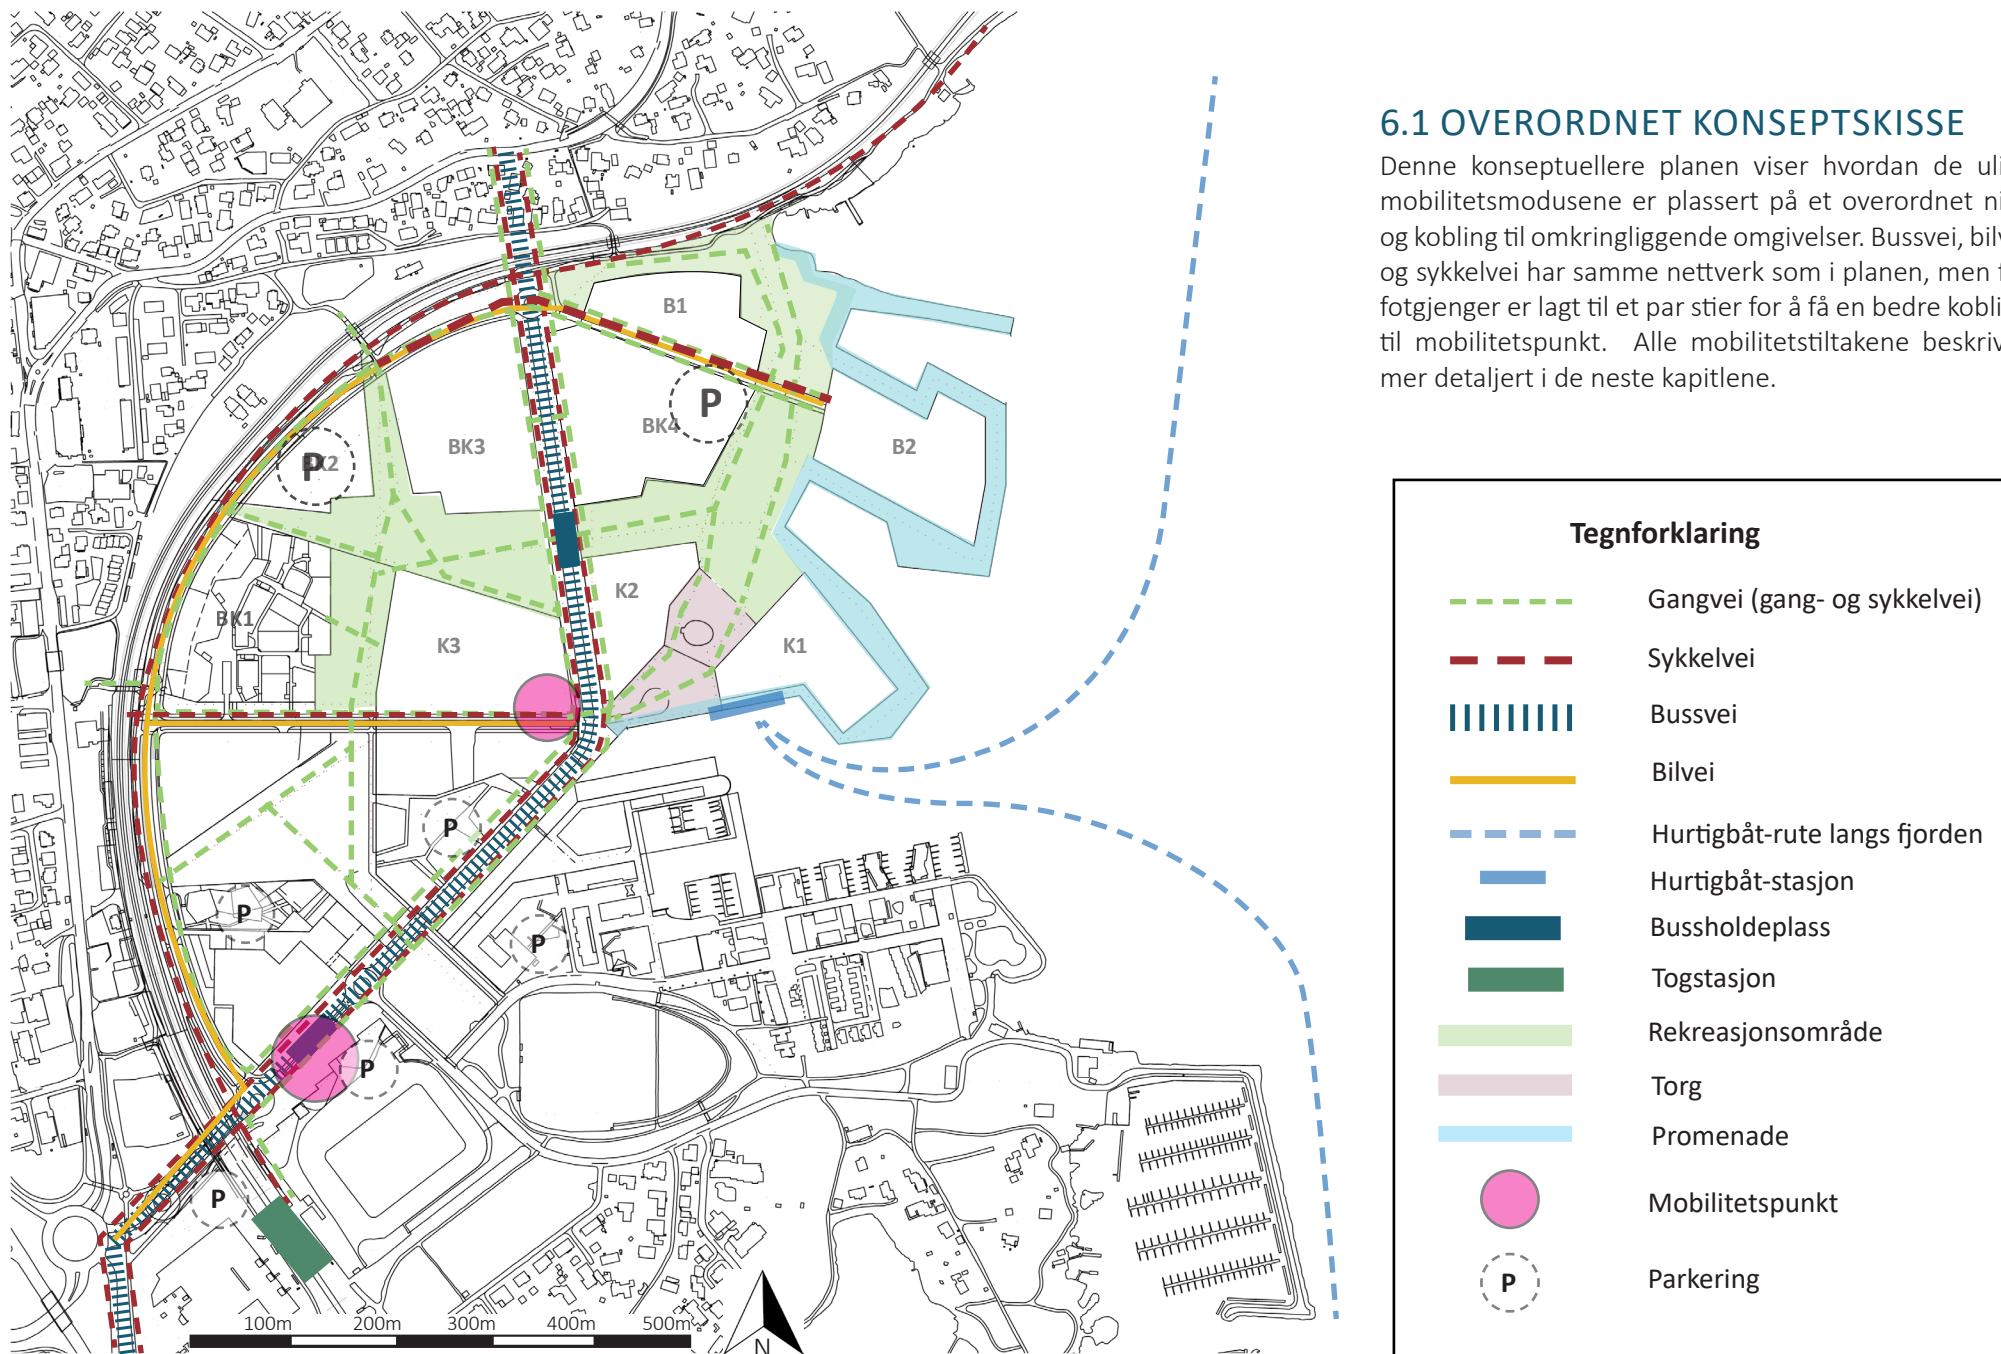 6.1 OVERORDNET KONSEPTSKISSE
Denne konseptuellere planen viser hvordan de uli
mobilitetsmodusene er plassert på et overordnet ni
og kobling til omkringliggende omgivelser. Bussvei, bilv
og sykkelvei har samme nettverk som i planen, men f
fotgjenger er lagt til et par stier for å få en bedre kobli
til mobilitetspunkt. Alle mobilitetstiltakene beskriv
mer detaljert i de neste kapitlene.
Tegnforklaring
Gangvei (gang- og sykkelvei)
Sykkelvei
Bussvei
Bilvei
Hurtigbåt-rute langs fjorden
Hurtigbåt-stasjon
Bussholdeplass
Togstasjon
Rekreasjonsområde
Torg
Promenade
Mobilitetspunkt
P Parkering
B1
P
BK4
BK3
B2
BK2
P
K2
BK1
K3
K1
P
P
P
P
P
100m 200m 300m 400m 500m
N